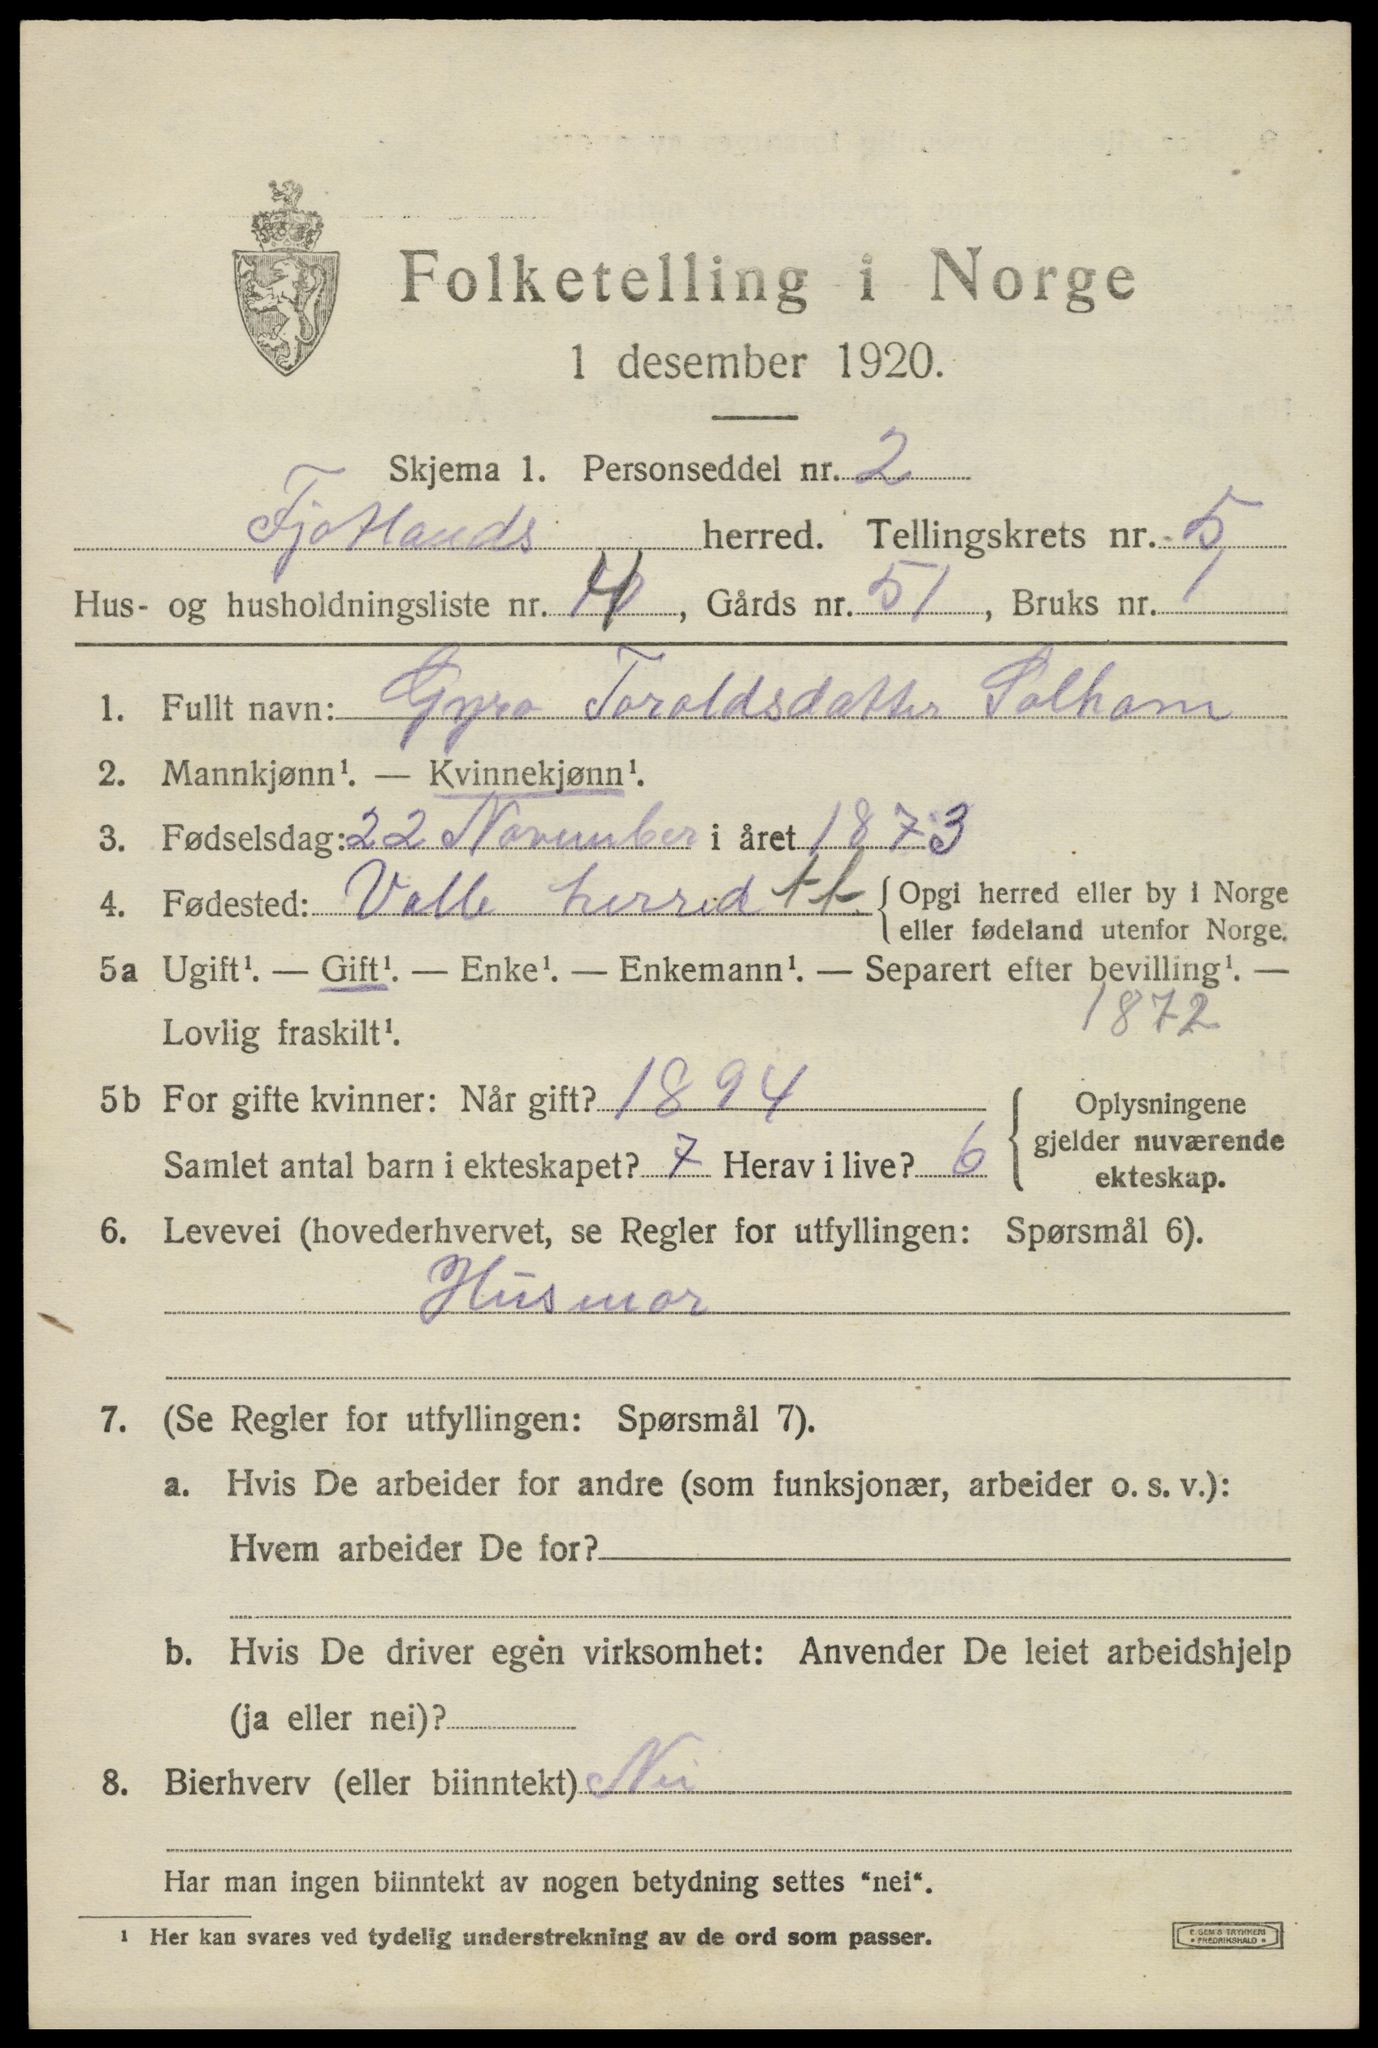 Folketelling i Norge
1 desember 1920.
Skjema 1. Personseddel nr. 2
Fjotlands herred. Tellingskrets nr. 5
Hus- og husholdningsliste nr. 4, Gårds nr. 51, Bruks nr. 1
1. Fullt navn: Gyro Toroldsdatter Solhom
2. Mannkjønn¹. — Kvinnekjønn¹.
3. Fødselsdag: 22 November i året 1873
4. Fødested: Valle herred { Opgi herred eller by i Norge
eller fødeland utenfor Norge.
5a Ugift¹. — Gift¹. — Enke¹. — Enkemann¹. — Separert efter bevilling¹. —
Lovlig fraskilt¹. 1872
5b For gifte kvinner: Når gift? 1894 { Oplysningene
gjelder nuværende
Samlet antal barn i ekteskapet? 7 Herav i live? 6
ekteskap.
6. Levevei (hovederhvervet, se Regler for utfyllingen: Spørsmål 6).
Husmor
7. (Se Regler for utfyllingen: Spørsmål 7).
a. Hvis De arbeider for andre (som funksjonær, arbeider o. s. v.):
Hvem arbeider De for?
b. Hvis De driver egen virksomhet: Anvender De leiet arbeidshjelp
(ja eller nei)?
8. Bierhverv (eller biinntekt) Nei
Har man ingen biinntekt av nogen betydning settes "nei".
¹ Her kan svares ved tydelig understrekning av de ord som passer.
E. SEM'S TRYKKERI
• FREDRIKSHALD •